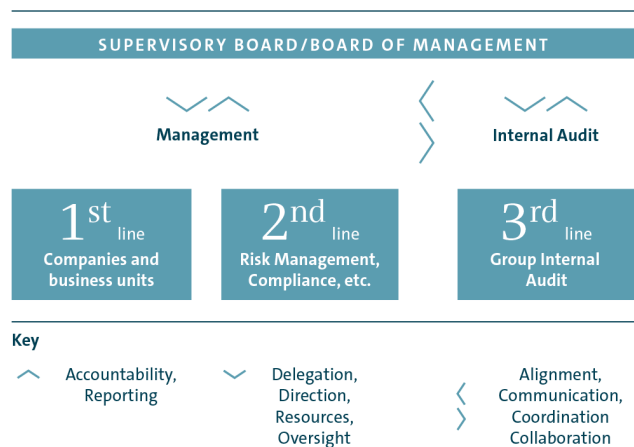 SUPERVISORY BOARD/BOARD OF MANAGEMENT
Management
Internal Audit
1st line
Companies and
business units
2nd line
Risk Management,
Compliance, etc.
3rd line
Group Internal
Audit
Key
Accountability,
Reporting
Delegation,
Direction,
Resources,
Oversight
Alignment,
Communication,
Coordination
Collaboration